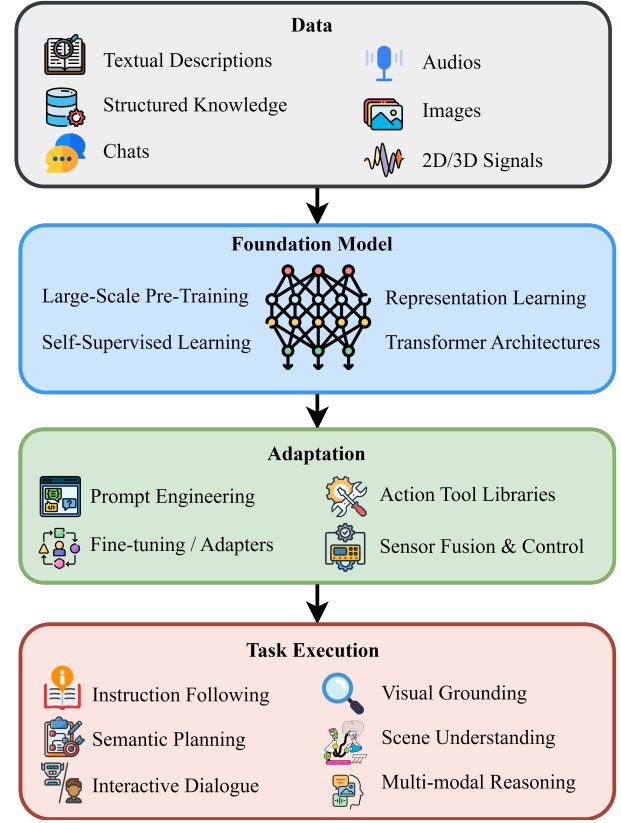 Data
Textual Descriptions
Audios
Structured Knowledge
Images
Chats
2D/3D Signals
Foundation Model
Large-Scale Pre-Training
Representation Learning
Self-Supervised Learning
Transformer Architectures
Adaptation
Prompt Engineering
Action Tool Libraries
Fine-tuning / Adapters
Sensor Fusion & Control
Task Execution
Instruction Following
Visual Grounding
Semantic Planning
Scene Understanding
Interactive Dialogue
Multi-modal Reasoning